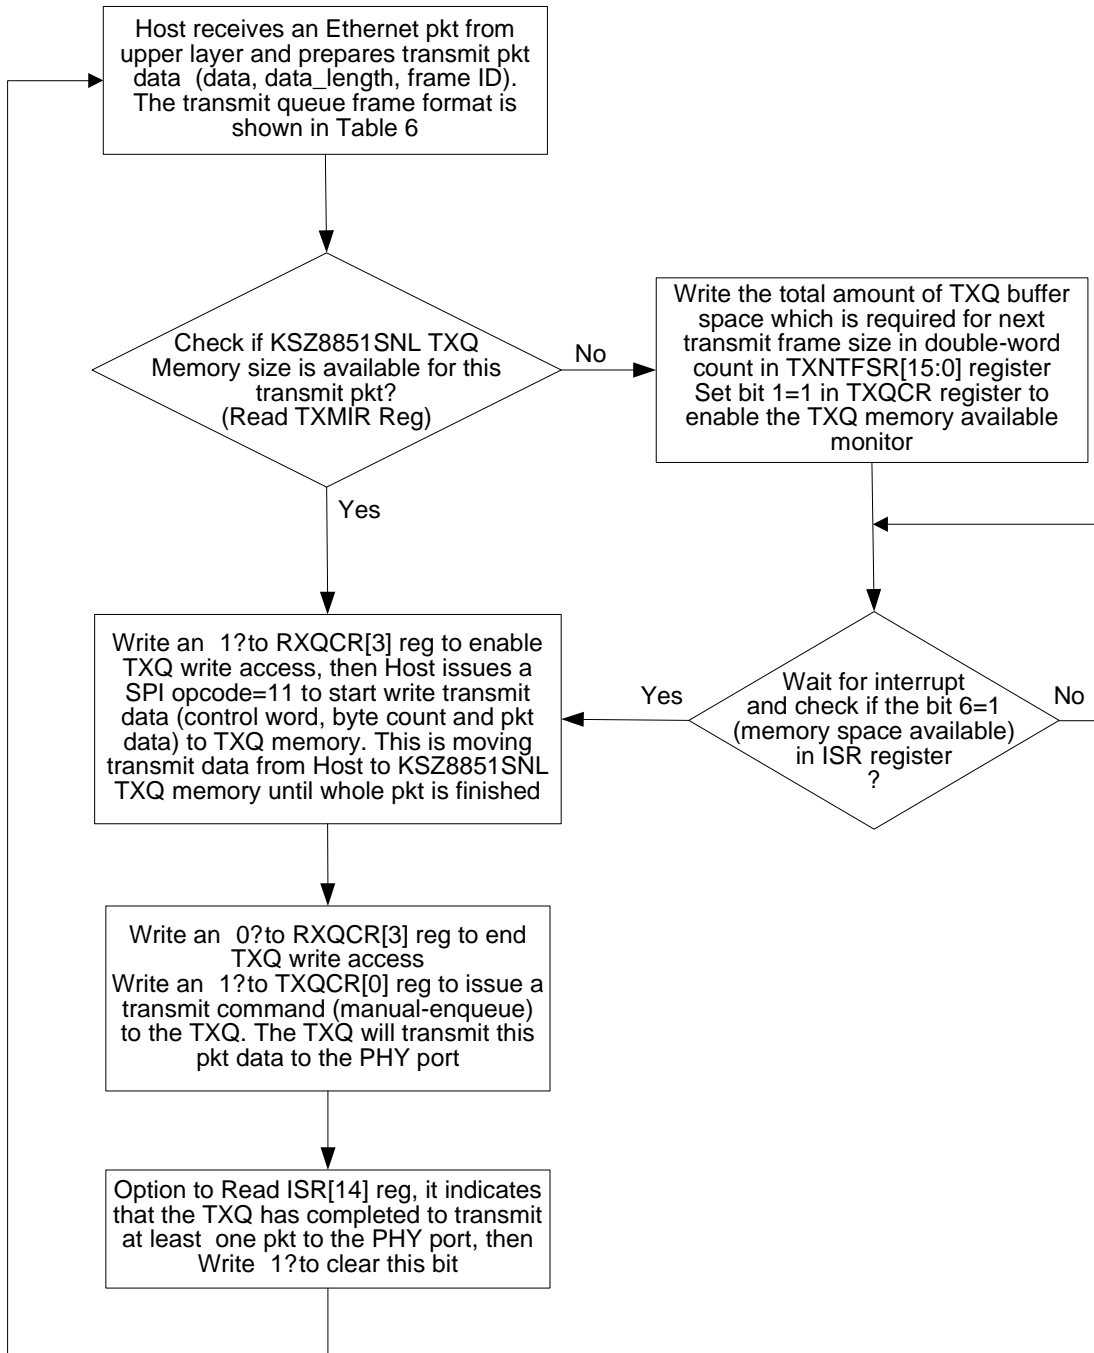 Host receives an Ethernet pkt from
upper layer and prepares transmit pkt
data (data, data_length, frame ID).
The transmit queue frame format is
shown in Table 6
Check if KSZ8851SNL TXQ
Memory size is available for this
transmit pkt?
(Read TXMIR Reg)
No
Write the total amount of TXQ buffer
space which is required for next
transmit frame size in double-word
count in TXNTFSR[15:0] register
Set bit 1=1 in TXQCR register to
enable the TXQ memory available
monitor
Yes
Write an 1?to RXQCR[3] reg to enable
TXQ write access, then Host issues a
SPI opcode=11 to start write transmit
data (control word, byte count and pkt
data) to TXQ memory. This is moving
transmit data from Host to KSZ8851SNL
TXQ memory until whole pkt is finished
Yes
Wait for interrupt
and check if the bit 6=1
(memory space available)
in ISR register
?
No
Write an 0?to RXQCR[3] reg to end
TXQ write access
Write an 1?to TXQCR[0] reg to issue a
transmit command (manual-enqueue)
to the TXQ. The TXQ will transmit this
pkt data to the PHY port
Option to Read ISR[14] reg, it indicates
that the TXQ has completed to transmit
at least one pkt to the PHY port, then
Write 1?to clear this bit